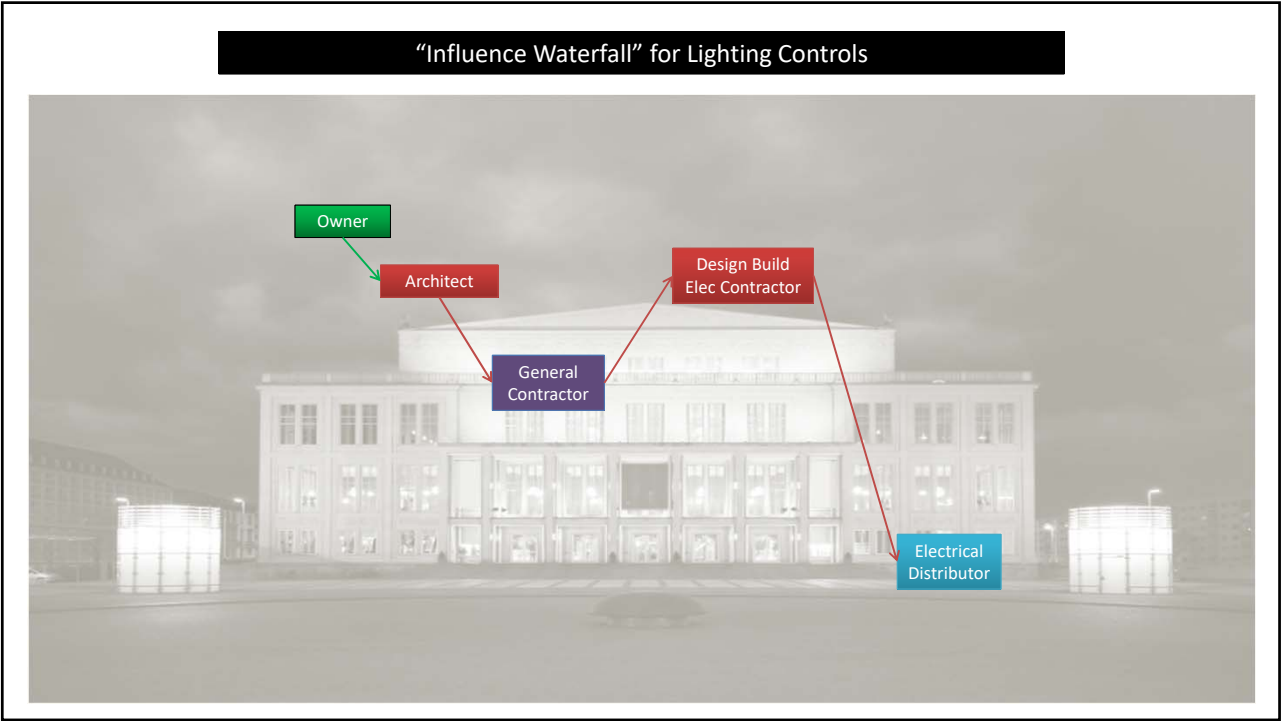 “Influence Waterfall” for Lighting Controls
Owner
Architect
Design Build
Elec Contractor
General
Contractor
Electrical
Distributor